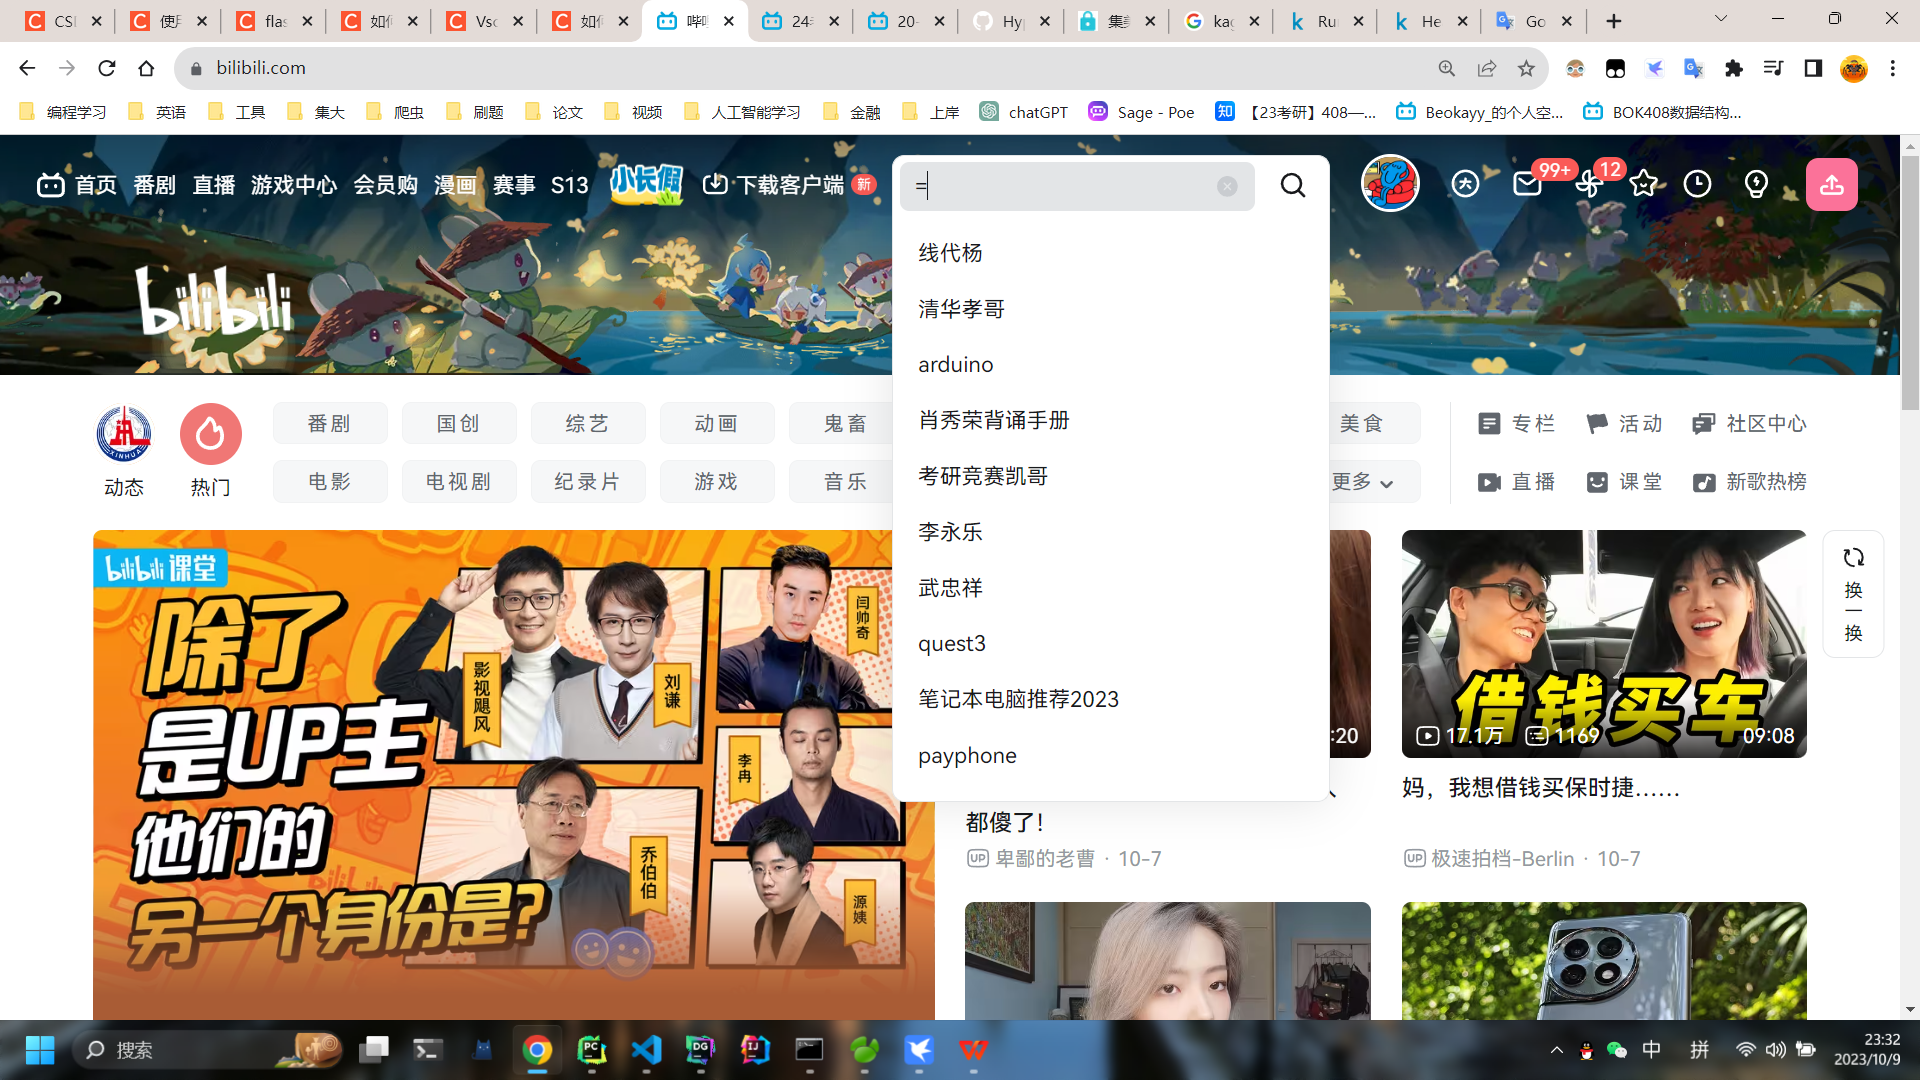 CSI
使用
flas
如何
Vsc
如何
哔哩
24考
20-
Hyp
集美
kag
Ru
He
Go
bilibili.com
编程学习
英语
工具
集大
爬虫
刷题
论文
视频
人工智能学习
金融
上岸
chatGPT
Sage - Poe
【23考研】408—...
Beokayy_的个人空...
BOK408数据结构...
首页
番剧
直播
游戏中心
会员购
漫画
赛事
S13
小长假
下载客户端
新
=
99+
12
bilibili
线代杨
清华孝哥
arduino
肖秀荣背诵手册
考研竞赛凯哥
李永乐
武忠祥
quest3
笔记本电脑推荐2023
payphone
XINHUA
动态
热门
番剧
国创
综艺
动画
鬼畜
美食
电影
电视剧
纪录片
游戏
音乐
更多
专栏
活动
社区中心
直播
课堂
新歌热榜
bilibili课堂
除了
是UP主
他们的
另一个身份是?
影视飓风
刘谦
闫帅奇
李冉
乔伯伯
源姨
:20
都傻了!
卑鄙的老曹 · 10-7
借钱买车
17.1万
1169
09:08
妈，我想借钱买保时捷……
极速拍档-Berlin · 10-7
换一换
搜索
中
拼
23:32
2023/10/9